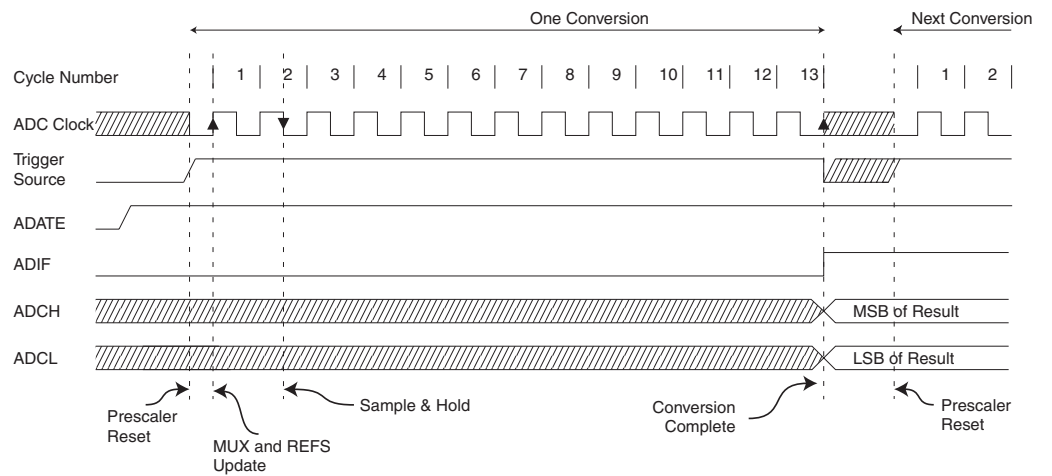 One Conversion
Next Conversion
Cycle Number
1 2 3 4 5 6 7 8 9 10 11 12 13 1 2
ADC Clock
Trigger
Source
ADATE
ADIF
ADCH
MSB of Result
ADCL
LSB of Result
Prescaler
Reset
MUX and REFS
Update
Sample & Hold
Conversion
Complete
Prescaler
Reset